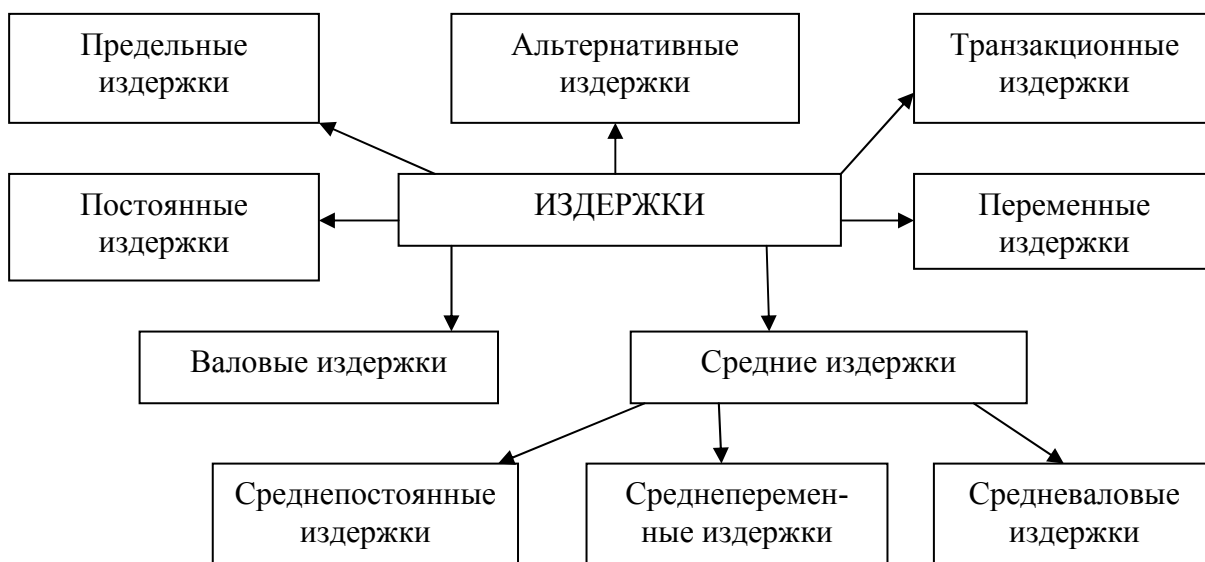 Предельные
издержки
Альтернативные
издержки
Транзакционные
издержки
Постоянные
издержки
ИЗДЕРЖКИ
Переменные
издержки
Валовые издержки
Средние издержки
Среднепостоянные
издержки
Среднеперемен-
ные издержки
Средневаловые
издержки